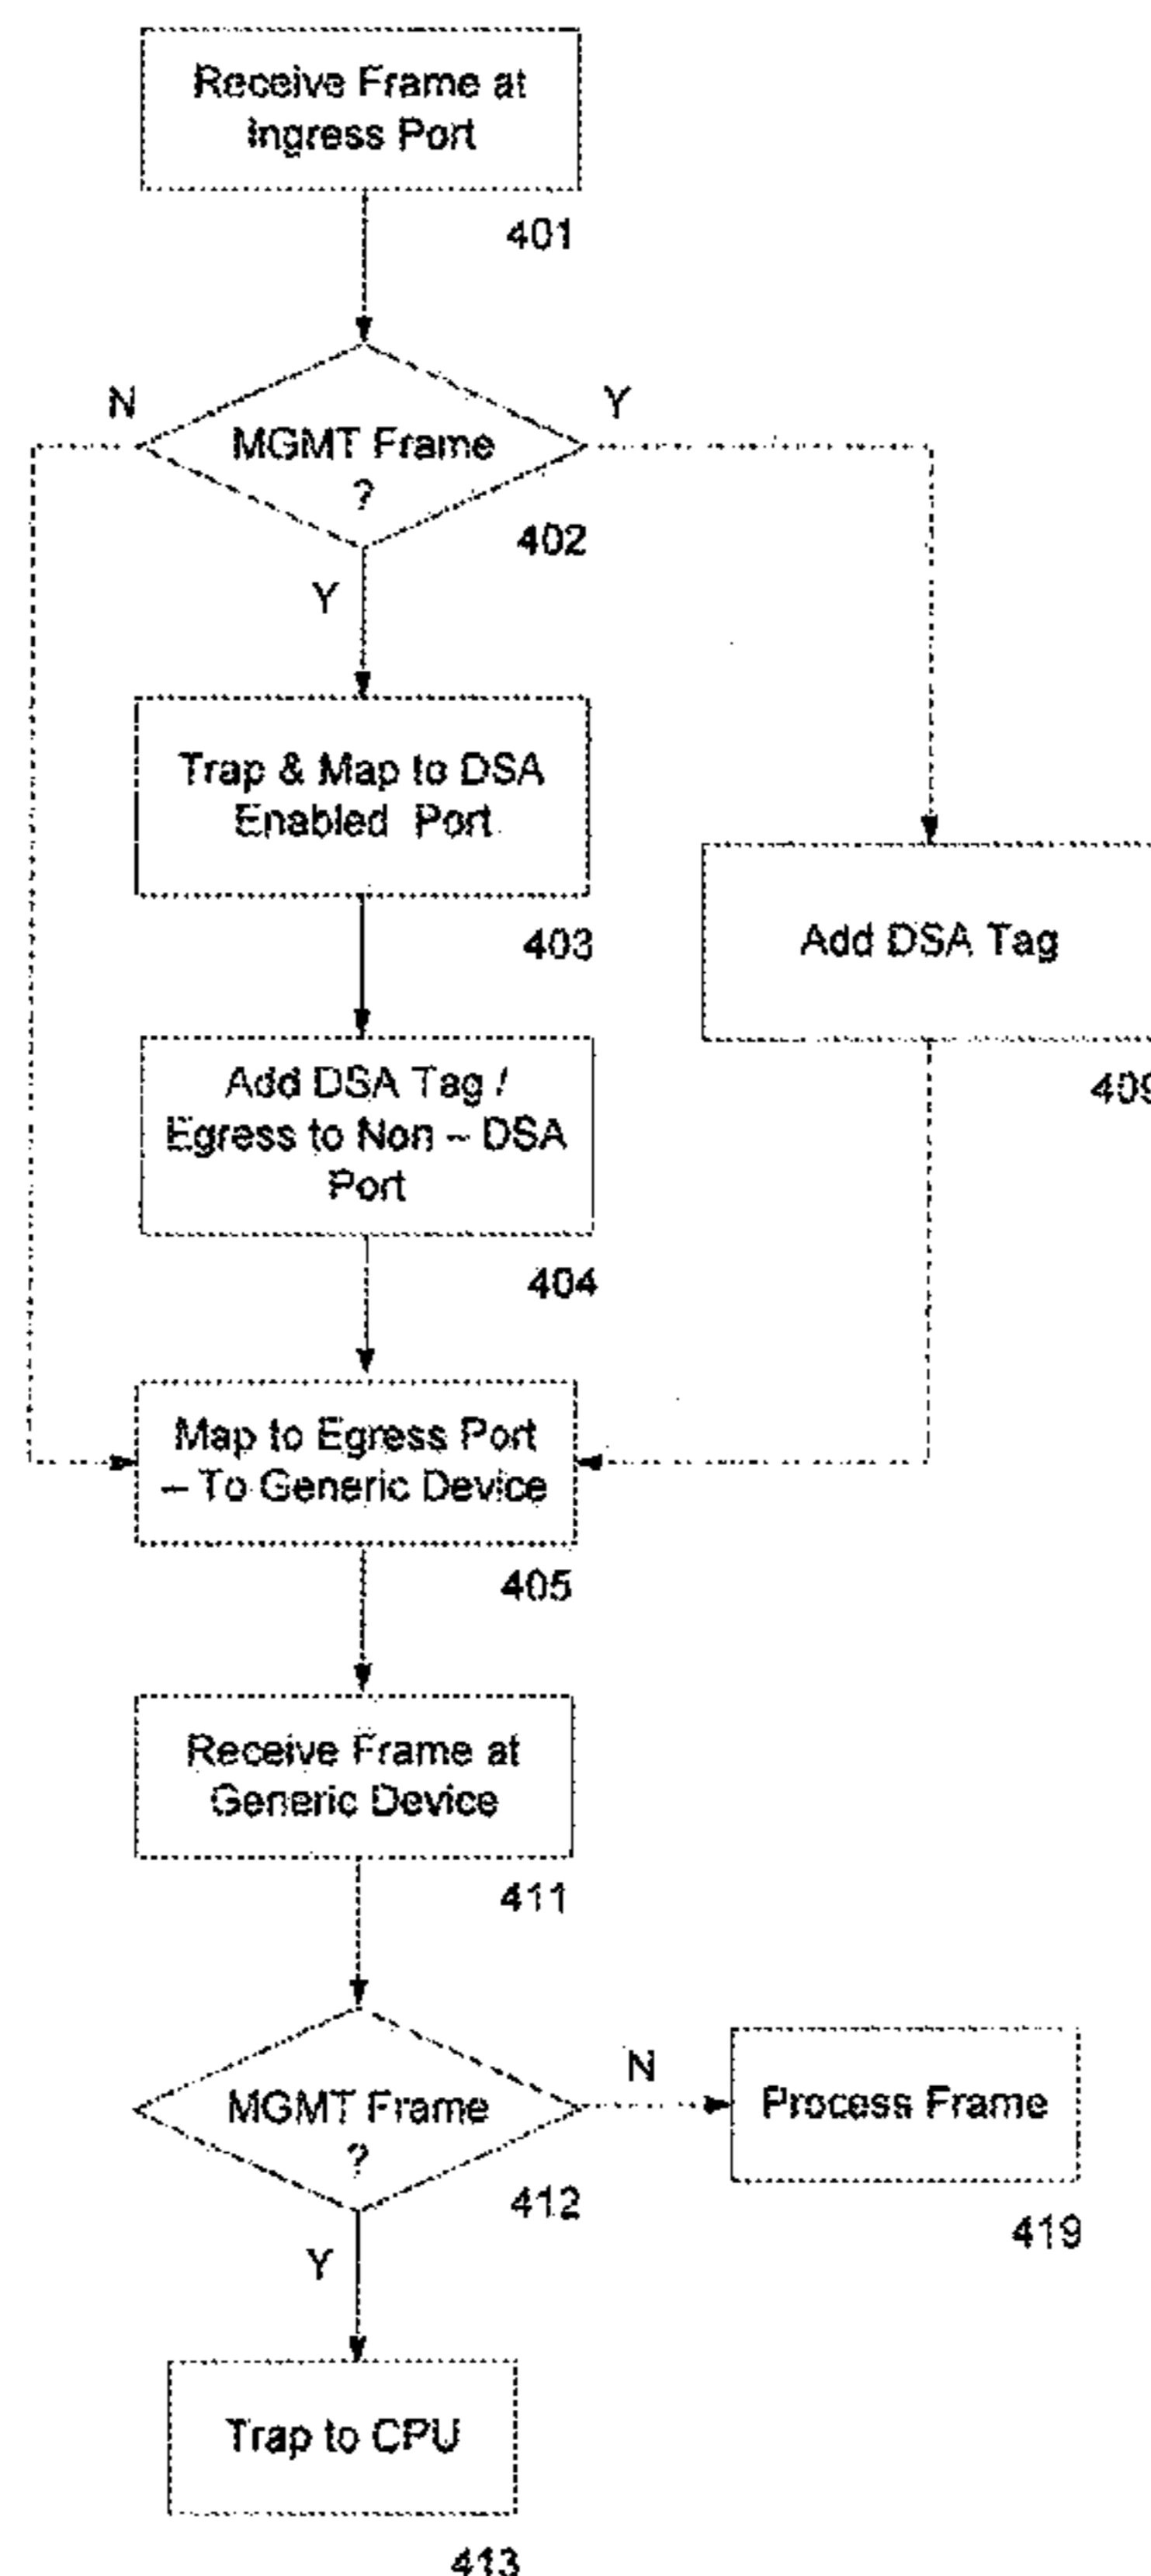 Receive Frame at
Ingress Port
401
N
Y
MGMT Frame
?
402
Y
Trap & Map to DSA
Enabled Port
403
Add DSA Tag
409
Add DSA Tag /
Egress to Non – DSA
Port
404
Map to Egress Port
– To Generic Device
405
Receive Frame at
Generic Device
411
MGMT Frame
?
412
N
Process Frame
419
Y
Trap to CPU
413